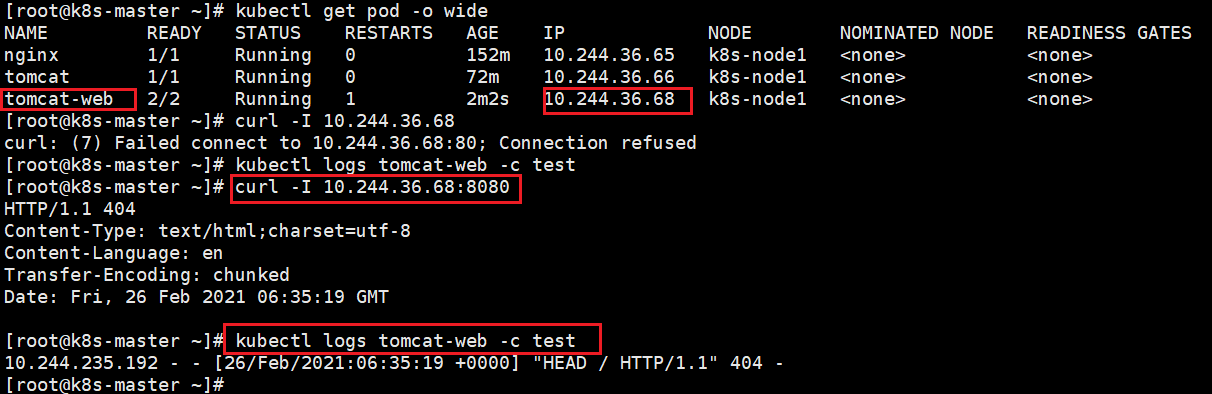 [root@k8s-master ~]# kubectl get pod -o wide
NAME READY STATUS RESTARTS AGE IP NODE NOMINATED NODE READINESS GATES
nginx 1/1 Running 0 152m 10.244.36.65 k8s-node1 <none> <none>
tomcat 1/1 Running 0 72m 10.244.36.66 k8s-node1 <none> <none>
tomcat-web 2/2 Running 1 2m2s 10.244.36.68 k8s-node1 <none> <none>
[root@k8s-master ~]# curl -I 10.244.36.68
curl: (7) Failed connect to 10.244.36.68:80; Connection refused
[root@k8s-master ~]# kubectl logs tomcat-web -c test
[root@k8s-master ~]# curl -I 10.244.36.68:8080
HTTP/1.1 404
Content-Type: text/html;charset=utf-8
Content-Language: en
Transfer-Encoding: chunked
Date: Fri, 26 Feb 2021 06:35:19 GMT
[root@k8s-master ~]# kubectl logs tomcat-web -c test
10.244.235.192 - - [26/Feb/2021:06:35:19 +0000] "HEAD / HTTP/1.1" 404 -
[root@k8s-master ~]#